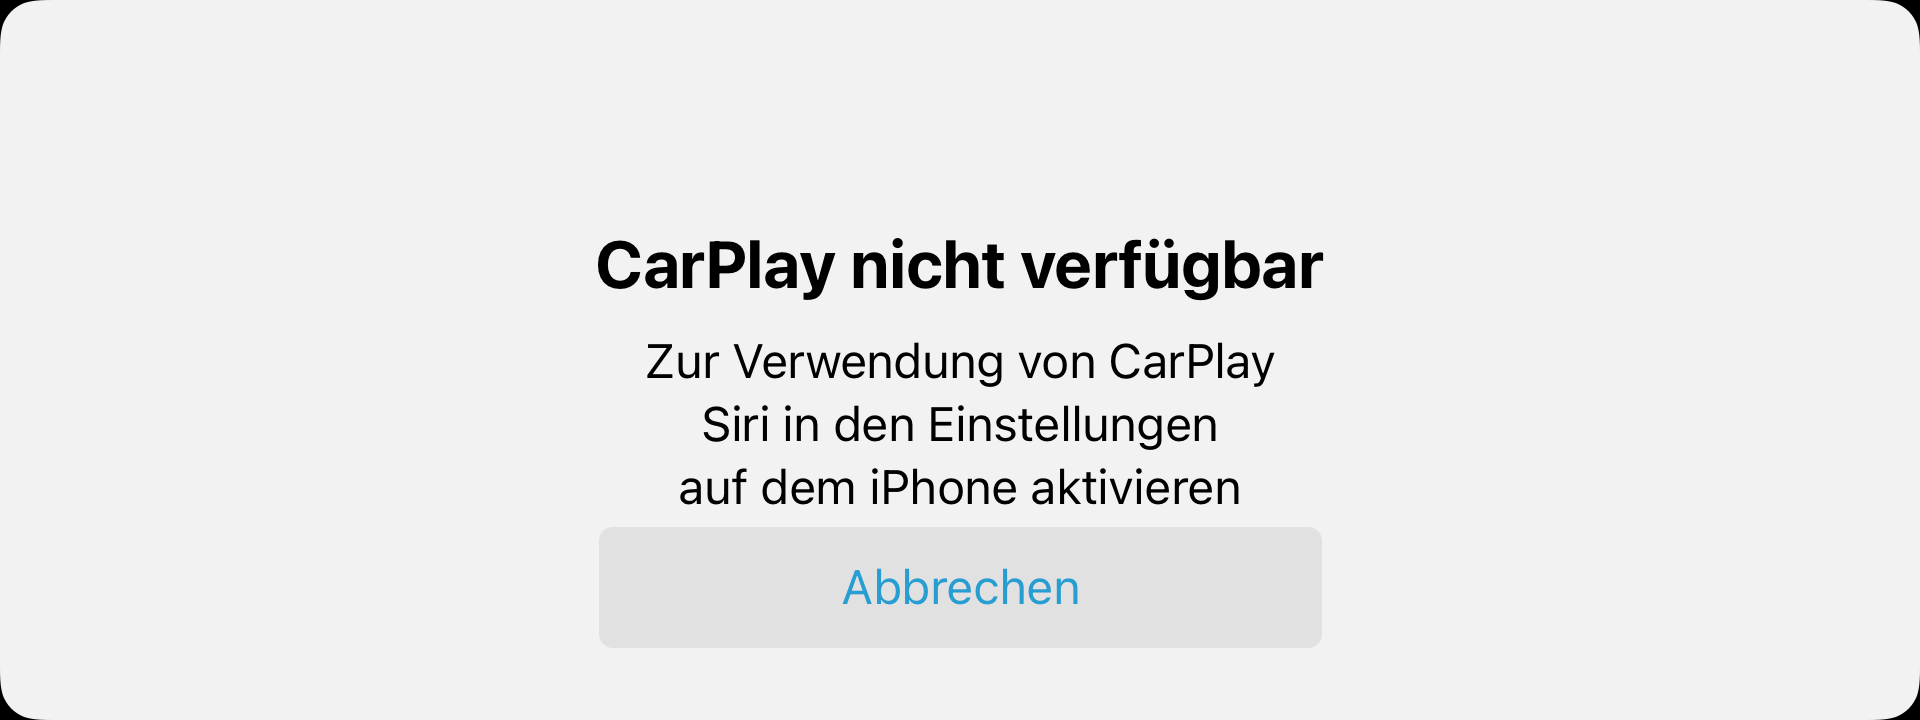 CarPlay nicht verfügbar
Zur Verwendung von CarPlay
Siri in den Einstellungen
auf dem iPhone aktivieren
Abbrechen